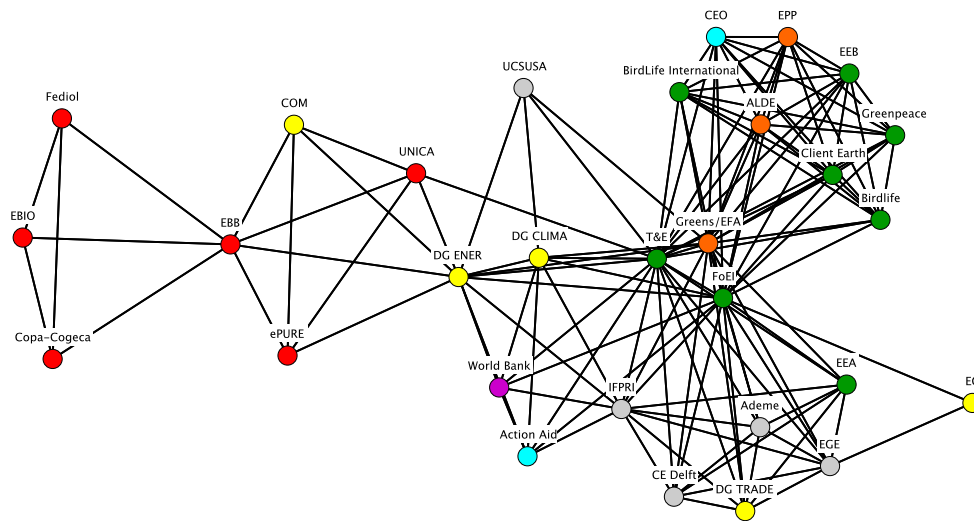 CEO
EPP
EEB
UCSUSA
BirdLife International
Fediol
COM
ALDE
Greenpeace
UNICA
Client Earth
Birdlife
EBIO
EBB
Greens/EFA
DG CLIMA
T&E
DG ENER
FoEI
Copa-Cogeca
ePURE
World Bank
IFPRI
EEA
Ademe
Action Aid
EGE
CE Delft
DG TRADE